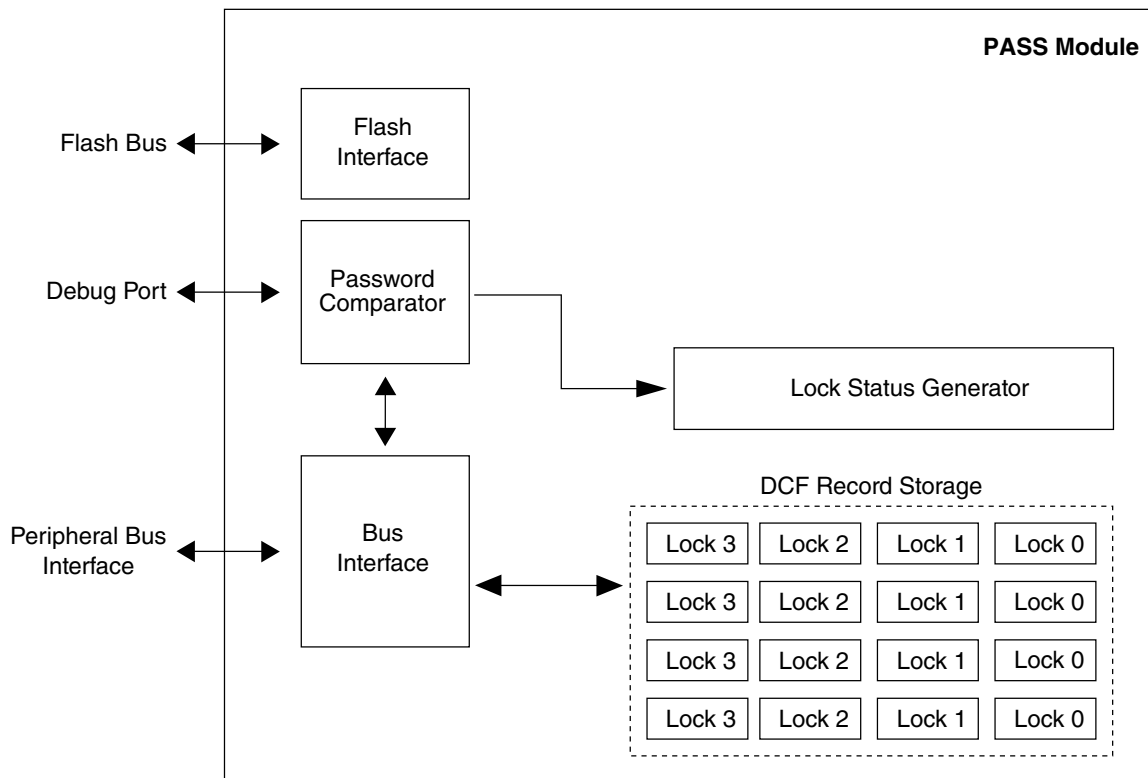 PASS Module
Flash Bus
Flash
Interface
Debug Port
Password
Comparator
Lock Status Generator
Peripheral Bus
Interface
Bus
Interface
DCF Record Storage
Lock 3 Lock 2 Lock 1 Lock 0
Lock 3 Lock 2 Lock 1 Lock 0
Lock 3 Lock 2 Lock 1 Lock 0
Lock 3 Lock 2 Lock 1 Lock 0